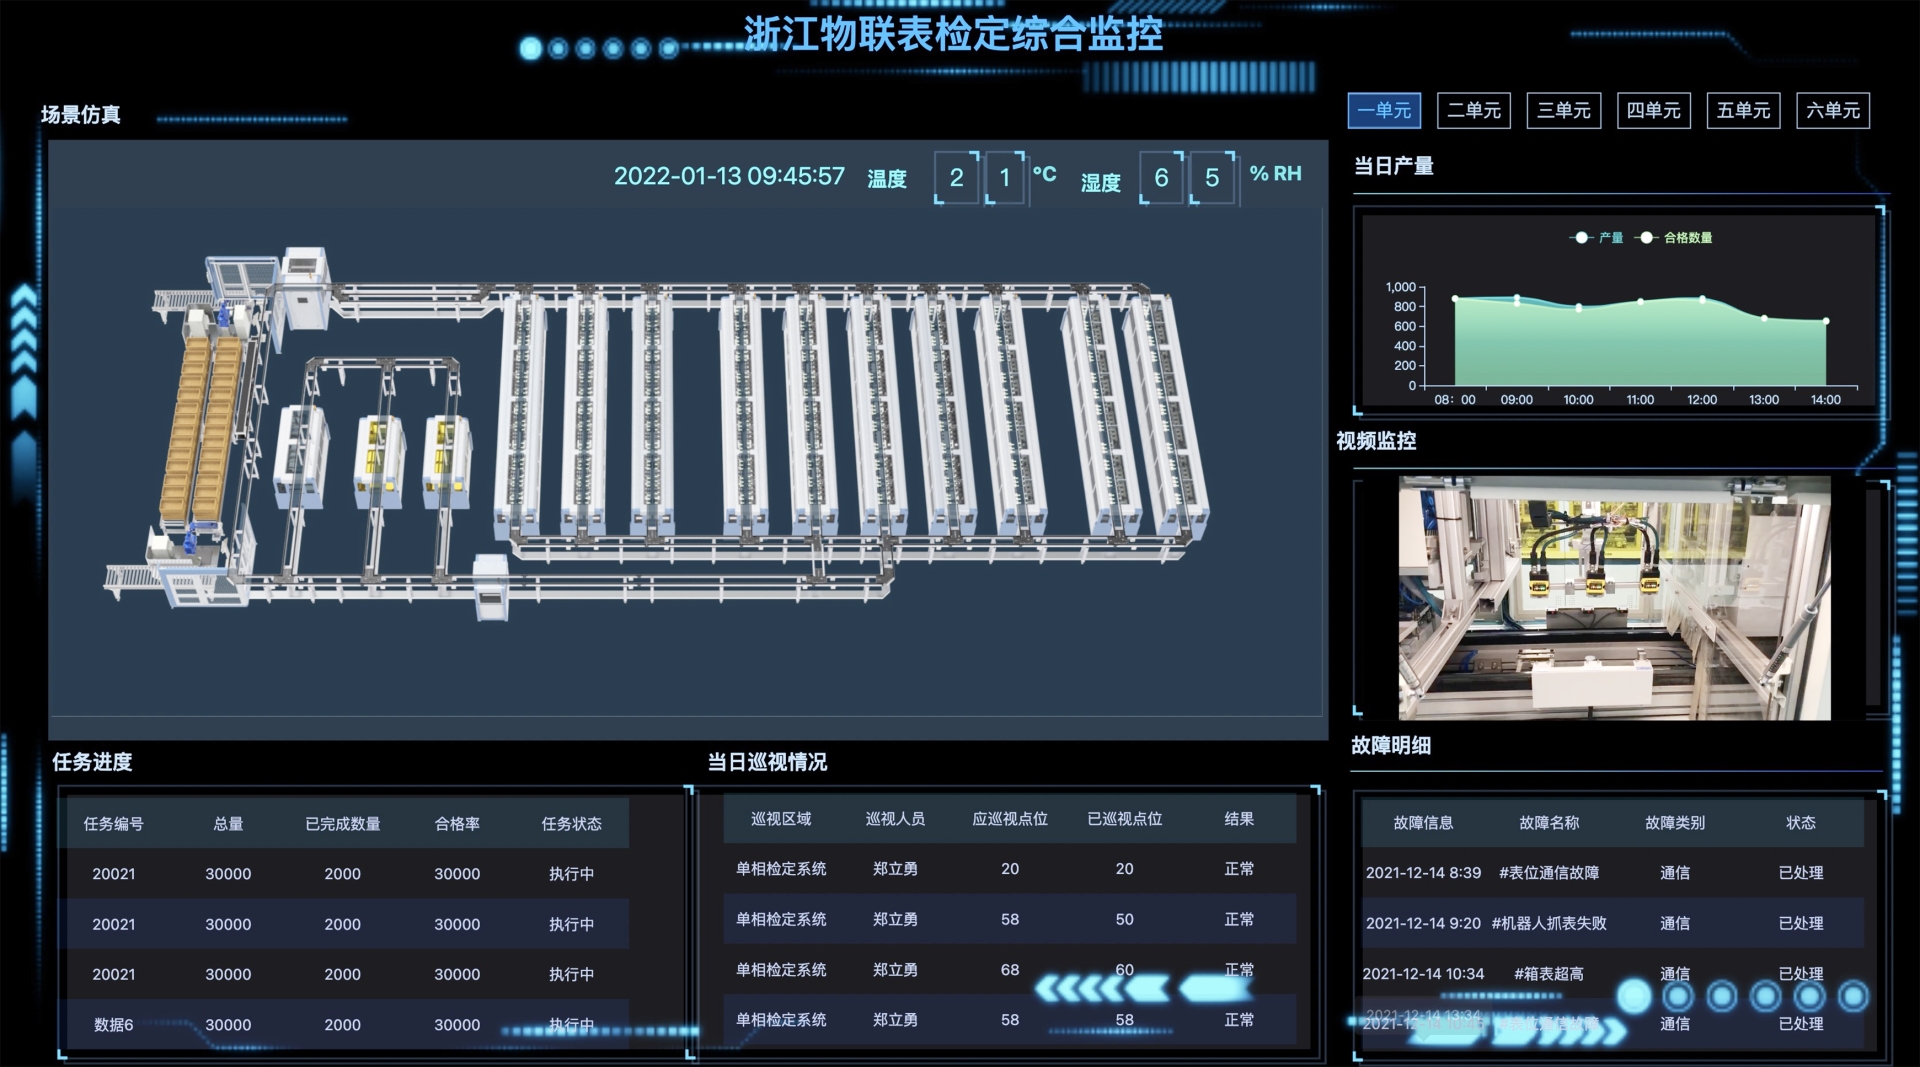 浙江物联表检定综合监控
场景仿真
2022-01-13 09:45:57 温度 2 1 °C 湿度 6 5 % RH
一单元 二单元 三单元 四单元 五单元 六单元
当日产量
产量 合格数量
1,000
800
600
400
200
0
08：00 09:00 10:00 11:00 12:00 13:00 14:00
视频监控
任务进度
任务编号 总量 已完成数量 合格率 任务状态
20021 30000 2000 30000 执行中
20021 30000 2000 30000 执行中
20021 30000 2000 30000 执行中
数据6 30000 2000 30000 执行中
当日巡视情况
巡视区域 巡视人员 应巡视点位 已巡视点位 结果
单相检定系统 郑立勇 20 20 正常
单相检定系统 郑立勇 58 50 正常
单相检定系统 郑立勇 68 60 正常
单相检定系统 郑立勇 58 58 正常
故障明细
故障信息 故障名称 故障类别 状态
2021-12-14 8:39 #表位通信故障 通信 已处理
2021-12-14 9:20 #机器人抓表失败 通信 已处理
2021-12-14 10:34 #箱表超高 通信 已处理
2021-12-14 13:34
2021-12-14 #表位通信故障 通信 已处理